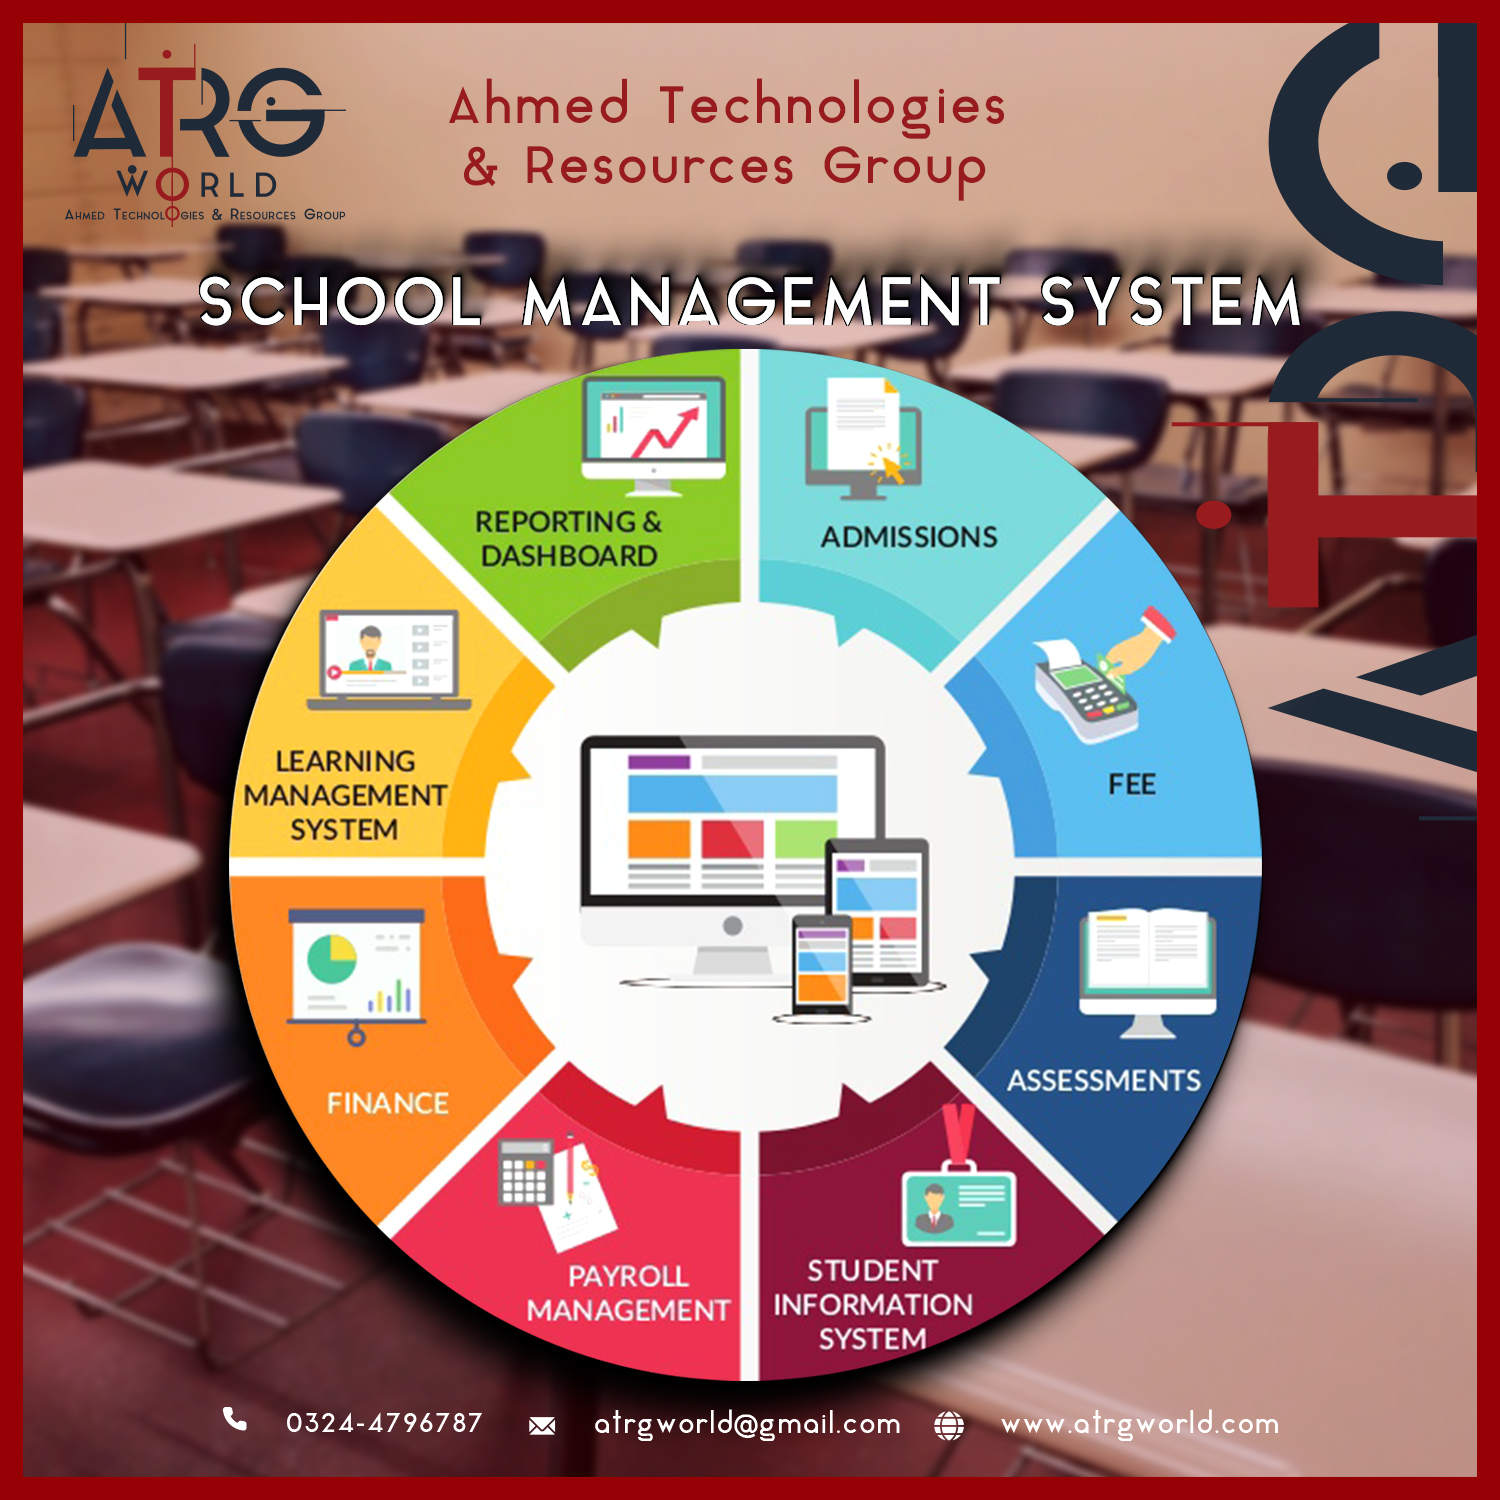 ATRG
WORLD
Ahmed Technologies & Resources Group
Ahmed Technologies
& Resources Group
SCHOOL MANAGEMENT SYSTEM
REPORTING &
DASHBOARD
ADMISSIONS
LEARNING
MANAGEMENT
SYSTEM
FEE
FINANCE
ASSESSMENTS
PAYROLL
MANAGEMENT
STUDENT
INFORMATION
SYSTEM
0324-4796787
atrgworld@gmail.com
www.atrgworld.com
ATRG